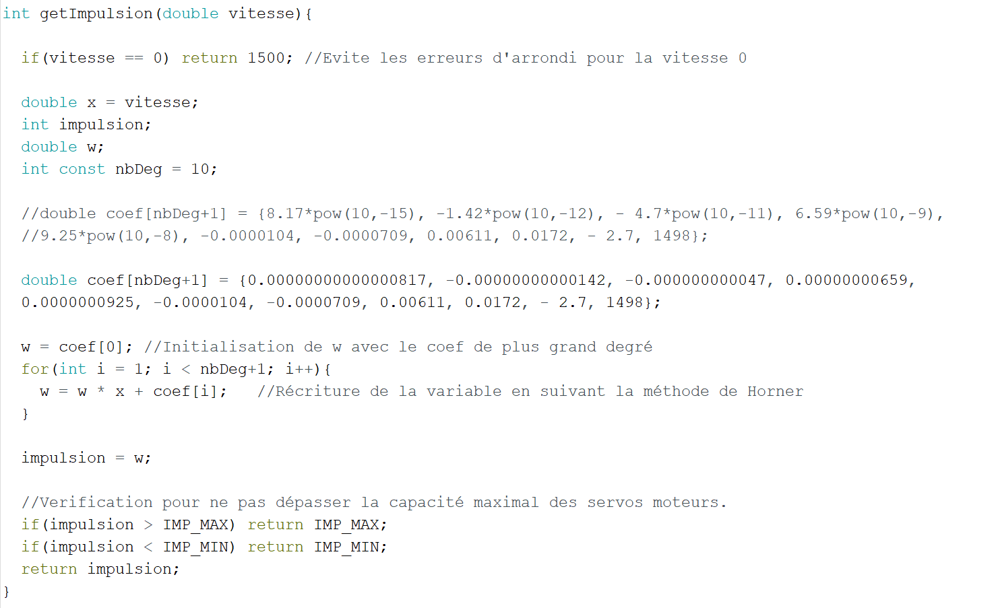 int getImpulsion(double vitesse){
if(vitesse == 0) return 1500; //Evite les erreurs d'arrondi pour la vitesse 0
double x = vitesse;
int impulsion;
double w;
int const nbDeg = 10;
//double coef[nbDeg+1] = {8.17*pow(10,-15), -1.42*pow(10,-12), - 4.7*pow(10,-11), 6.59*pow(10,-9),
//9.25*pow(10,-8), -0.0000104, -0.0000709, 0.00611, 0.0172, - 2.7, 1498};
double coef[nbDeg+1] = {0.00000000000000817, -0.00000000000142, -0.000000000047, 0.00000000659,
0.0000000925, -0.0000104, -0.0000709, 0.00611, 0.0172, - 2.7, 1498};
w = coef[0]; //Initialisation de w avec le coef de plus grand degré
for(int i = 1; i < nbDeg+1; i++){
w = w * x + coef[i];   //Récriture de la variable en suivant la méthode de Horner
}
impulsion = w;
//Verification pour ne pas dépasser la capacité maximal des servos moteurs.
if(impulsion > IMP_MAX) return IMP_MAX;
if(impulsion < IMP_MIN) return IMP_MIN;
return impulsion;
}